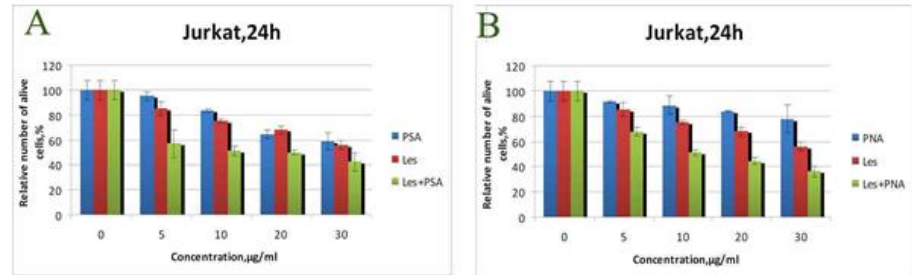 A
Jurkat,24h
Relative number of alive
cells,%
120
100
80
60
40
20
0
0 5 10 20 30
Concentration,µg/ml
PSA
Les
Les+PSA
B
Jurkat,24h
Relative number of alive
cells,%
120
100
80
60
40
20
0
0 5 10 20 30
Concentration,µg/ml
PNA
Les
Les+PNA